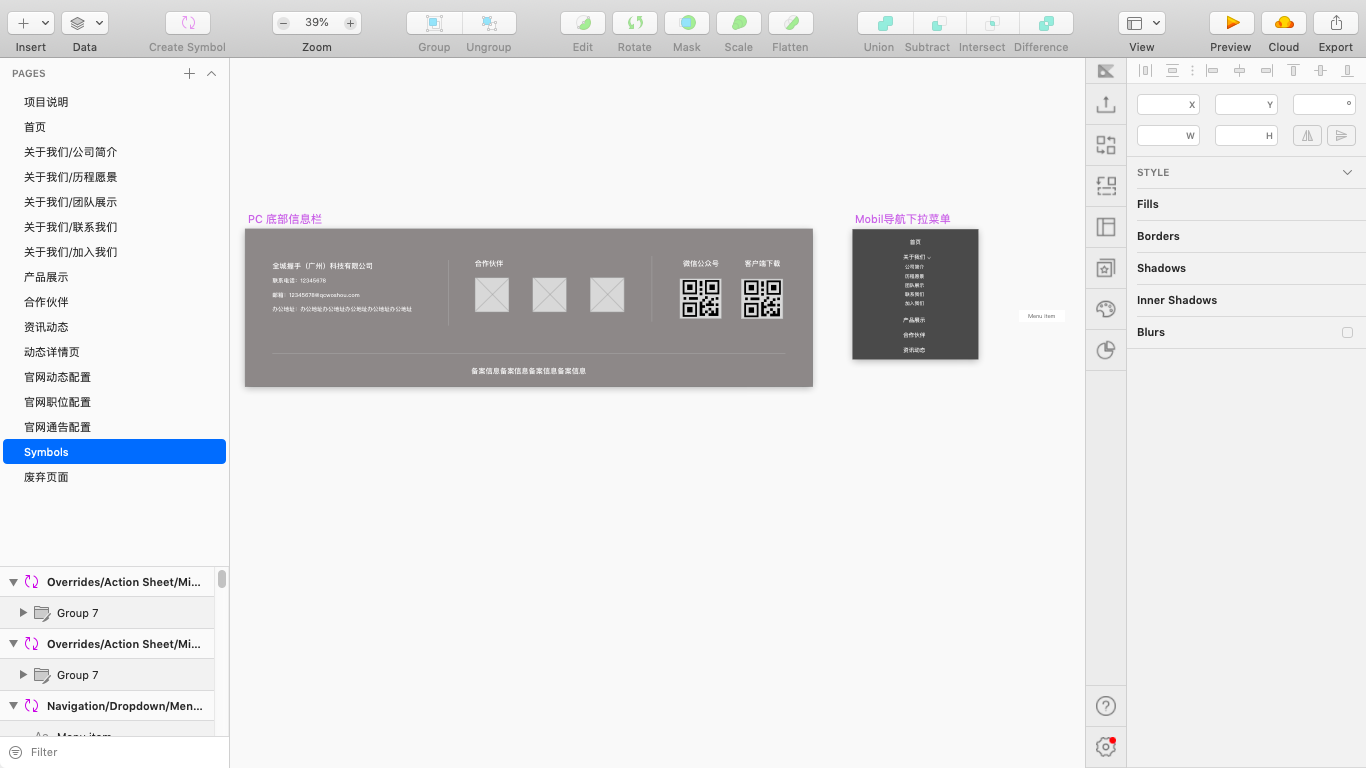 39%
Insert
Data
Create Symbol
Zoom
Group
Ungroup
Edit
Rotate
Mask
Scale
Flatten
Union
Subtract
Intersect
Difference
View
Preview
Cloud
Export
PAGES
项目说明
首页
关于我们/公司简介
关于我们/历程愿景
关于我们/团队展示
关于我们/联系我们
关于我们/加入我们
产品展示
合作伙伴
资讯动态
动态详情页
官网动态配置
官网职位配置
官网通告配置
Symbols
废弃页面
Overrides/Action Sheet/Mi...
Group 7
Overrides/Action Sheet/Mi...
Group 7
Navigation/Dropdown/Men...
Aa Menu item
Filter
PC 底部信息栏
全城握手（广州）科技有限公司
联系电话：12345678
邮箱：12345678@qcwoshou.com
办公地址：办公地址办公地址办公地址办公地址办公地址
合作伙伴
微信公众号
客户端下载
备案信息备案信息备案信息备案信息
Mobil导航下拉菜单
首页
关于我们
公司简介
历程愿景
团队展示
联系我们
加入我们
产品展示
合作伙伴
资讯动态
Menu item
X
Y
°
W
H
STYLE
Fills
Borders
Shadows
Inner Shadows
Blurs